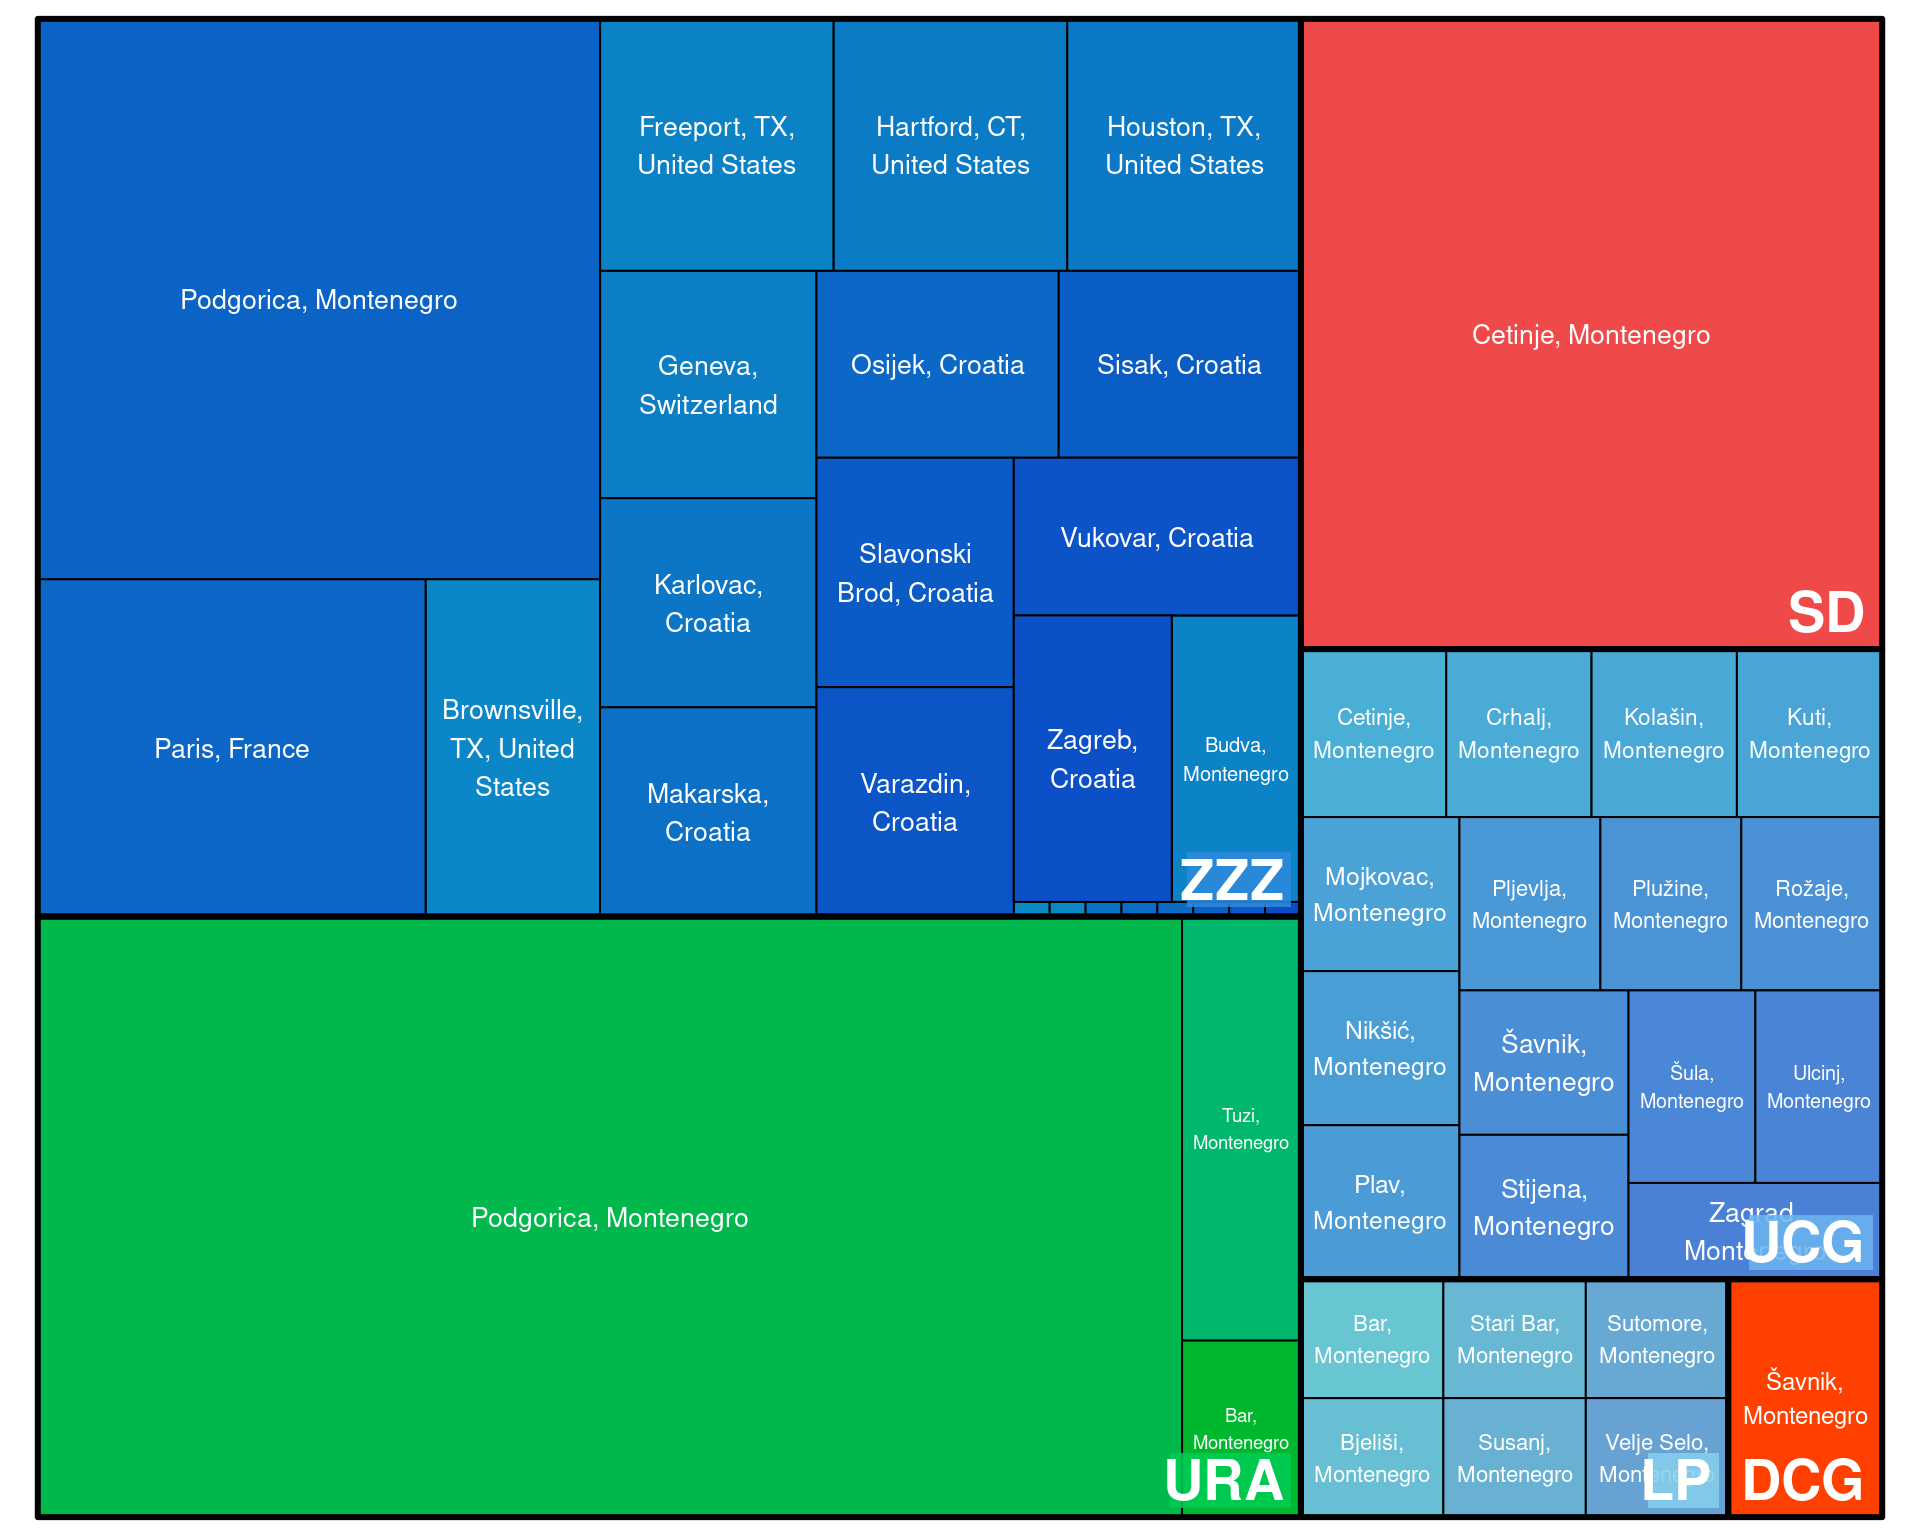 Podgorica, Montenegro
Paris, France
Brownsville,
TX, United
States
Freeport, TX,
United States
Hartford, CT,
United States
Houston, TX,
United States
Geneva,
Switzerland
Osijek, Croatia
Sisak, Croatia
Karlovac,
Croatia
Slavonski
Brod, Croatia
Vukovar, Croatia
Makarska,
Croatia
Varazdin,
Croatia
Zagreb,
Croatia
Budva,
Montenegro
ZZZ
Podgorica, Montenegro
Tuzi,
Montenegro
Bar,
Montenegro
URA
Cetinje, Montenegro
SD
Cetinje,
Montenegro
Crhalj,
Montenegro
Kolašin,
Montenegro
Kuti,
Montenegro
Mojkovac,
Montenegro
Pljevlja,
Montenegro
Plužine,
Montenegro
Rožaje,
Montenegro
Nikšić,
Montenegro
Šavnik,
Montenegro
Šula,
Montenegro
Ulcinj,
Montenegro
Plav,
Montenegro
Stijena,
Montenegro
Zagrad,
Montenegro
UCG
Bar,
Montenegro
Stari Bar,
Montenegro
Sutomore,
Montenegro
Bjeliši,
Montenegro
Susanj,
Montenegro
Velje Selo,
Montenegro
LP
Šavnik,
Montenegro
DCG